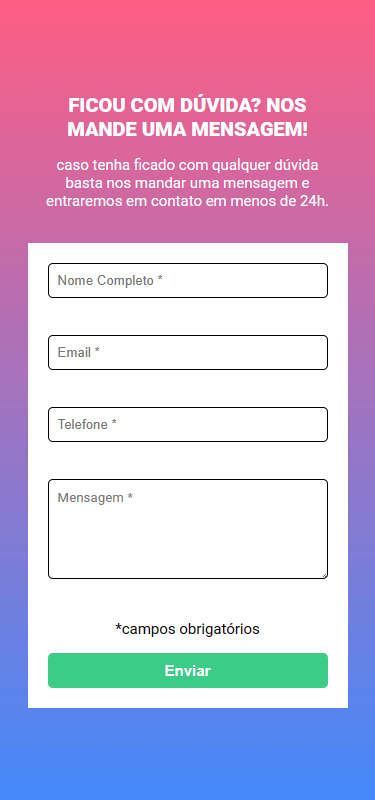 FICOU COM DÚVIDA? NOS
MANDE UMA MENSAGEM!
caso tenha ficado com qualquer dúvida
basta nos mandar uma mensagem e
entraremos em contato em menos de 24h.
Nome Completo *
Email *
Telefone *
Mensagem *
*campos obrigatórios
Enviar